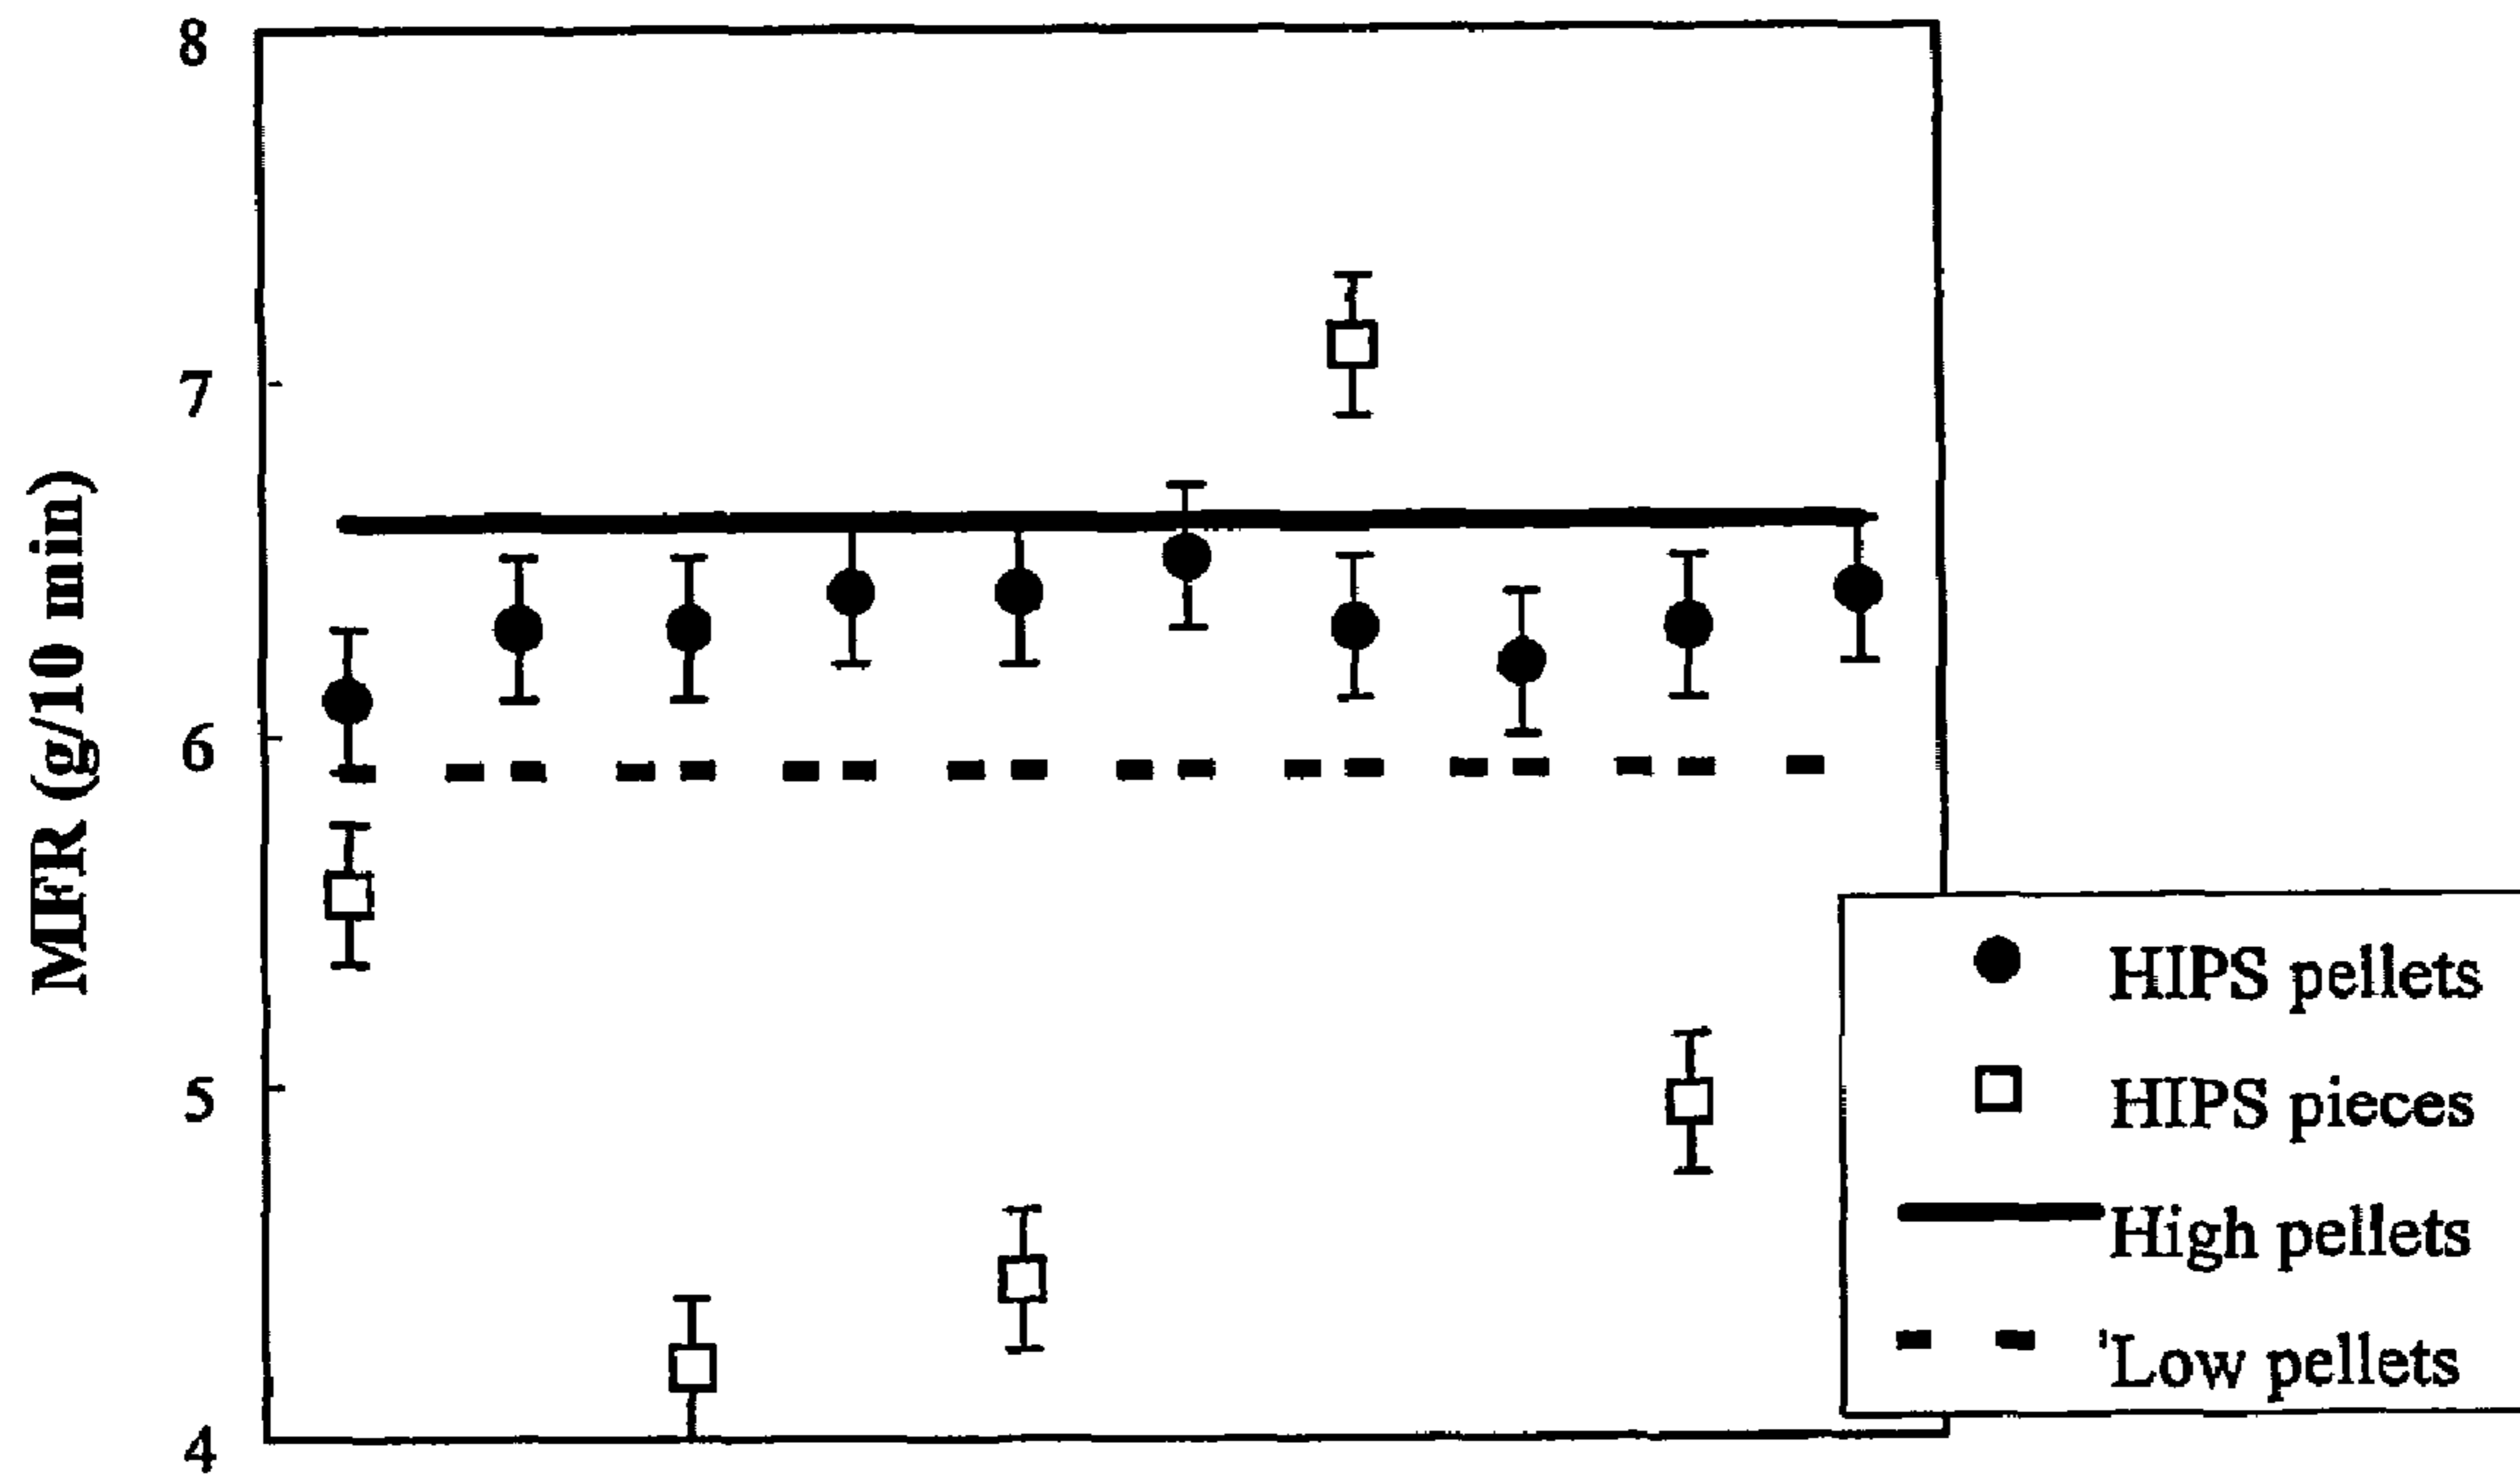 8
7
6
5
4
MFR (g/10 min)
HIPS pellets
HIPS pieces
High pellets
Low pellets